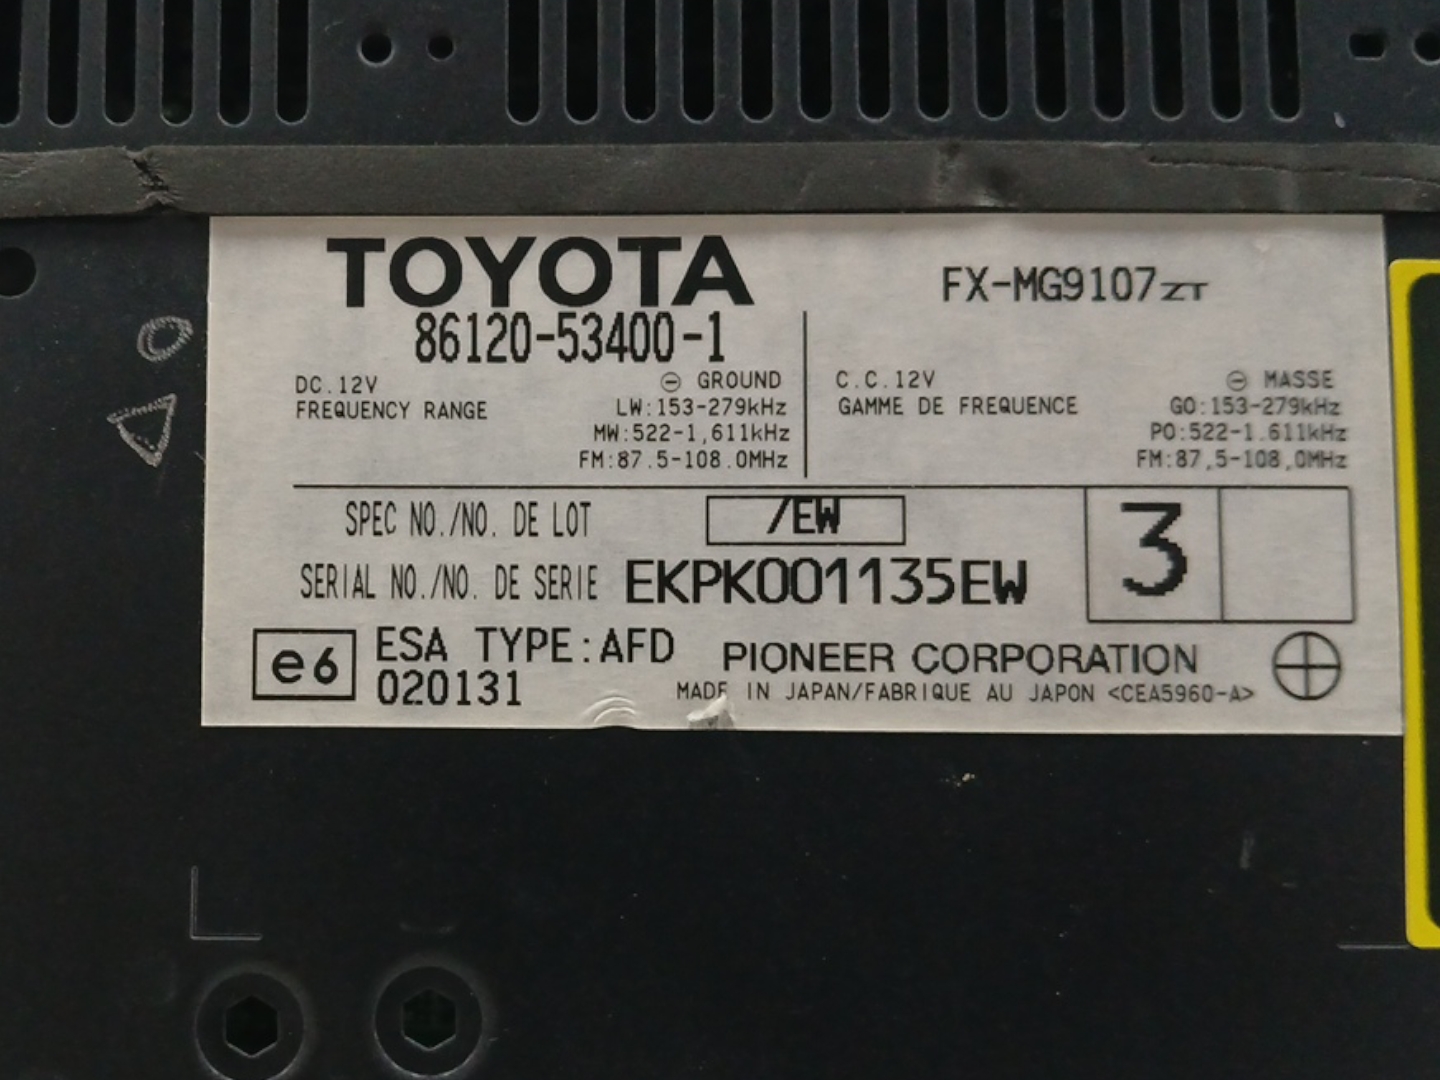 TOYOTA
FX-MG9107ZT
86120-53400-1
DC.12V ⊖ GROUND
FREQUENCY RANGE LW:153-279kHz
MW:522-1,611kHz
FM:87.5-108.0MHz
C.C.12V ⊖ MASSE
GAMME DE FREQUENCE GO:153-279kHz
PO:522-1.611kHz
FM:87,5-108,0MHz
SPEC NO./NO. DE LOT /EW
3
SERIAL NO./NO. DE SERIE EKPK001135EW
e6 ESA TYPE:AFD
020131
PIONEER CORPORATION
MADE IN JAPAN/FABRIQUE AU JAPON <CEA5960-A>